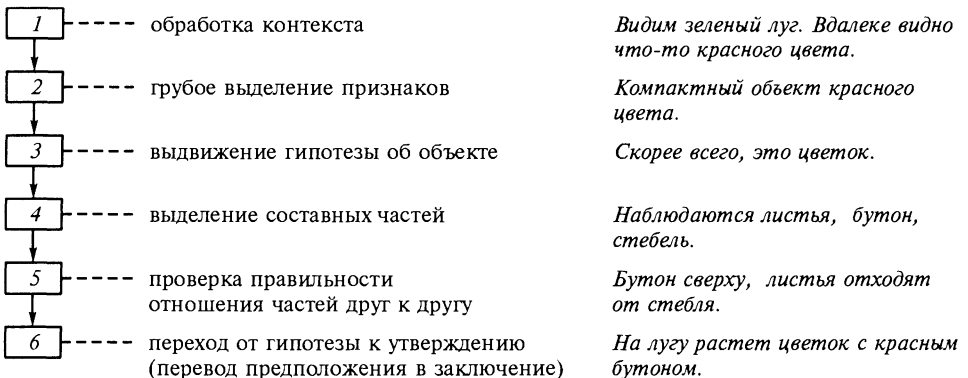 1 обработка контекста Видим зеленый луг. Вдалеке видно
что-то красного цвета.
2 грубое выделение признаков Компактный объект красного
цвета.
3 выдвижение гипотезы об объекте Скорее всего, это цветок.
4 выделение составных частей Наблюдаются листья, бутон,
стебель.
5 проверка правильности Бутон сверху, листья отходят
отношения частей друг к другу от стебля.
6 переход от гипотезы к утверждению На лугу растет цветок с красным
(перевод предположения в заключение) бутоном.